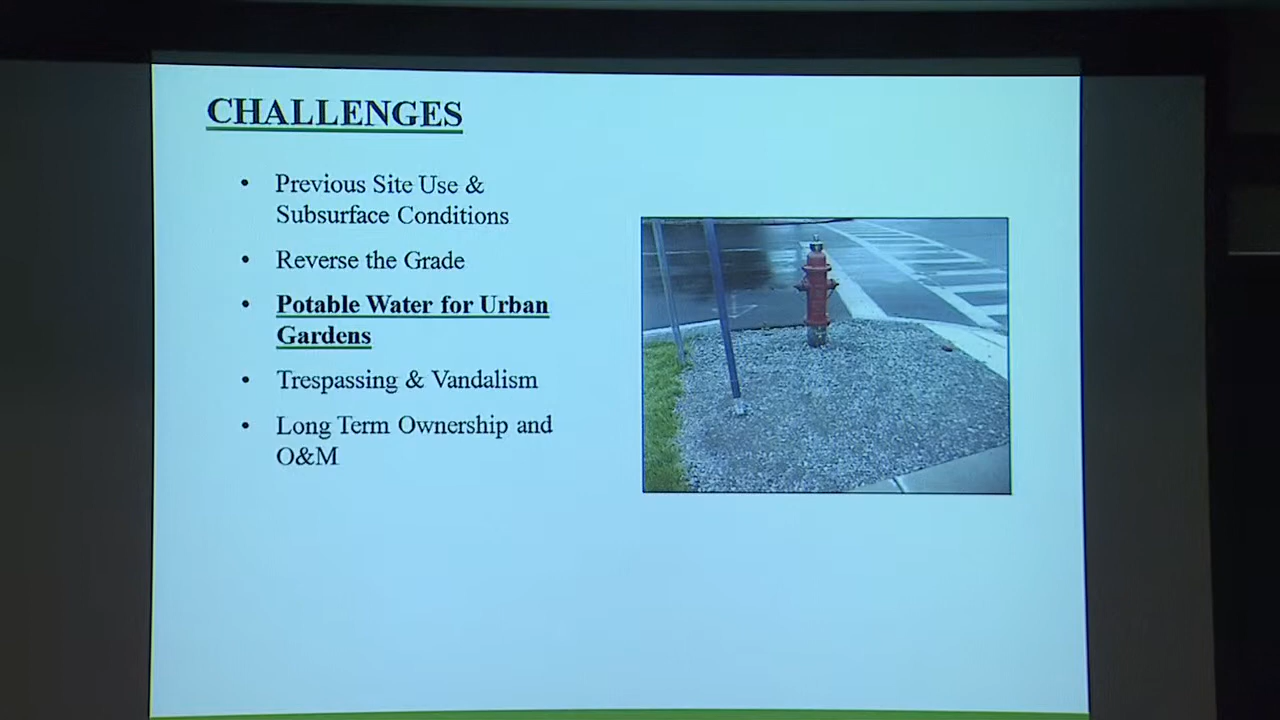 CHALLENGES
• Previous Site Use &
Subsurface Conditions
• Reverse the Grade
• Potable Water for Urban
Gardens
• Trespassing & Vandalism
• Long Term Ownership and
O&M